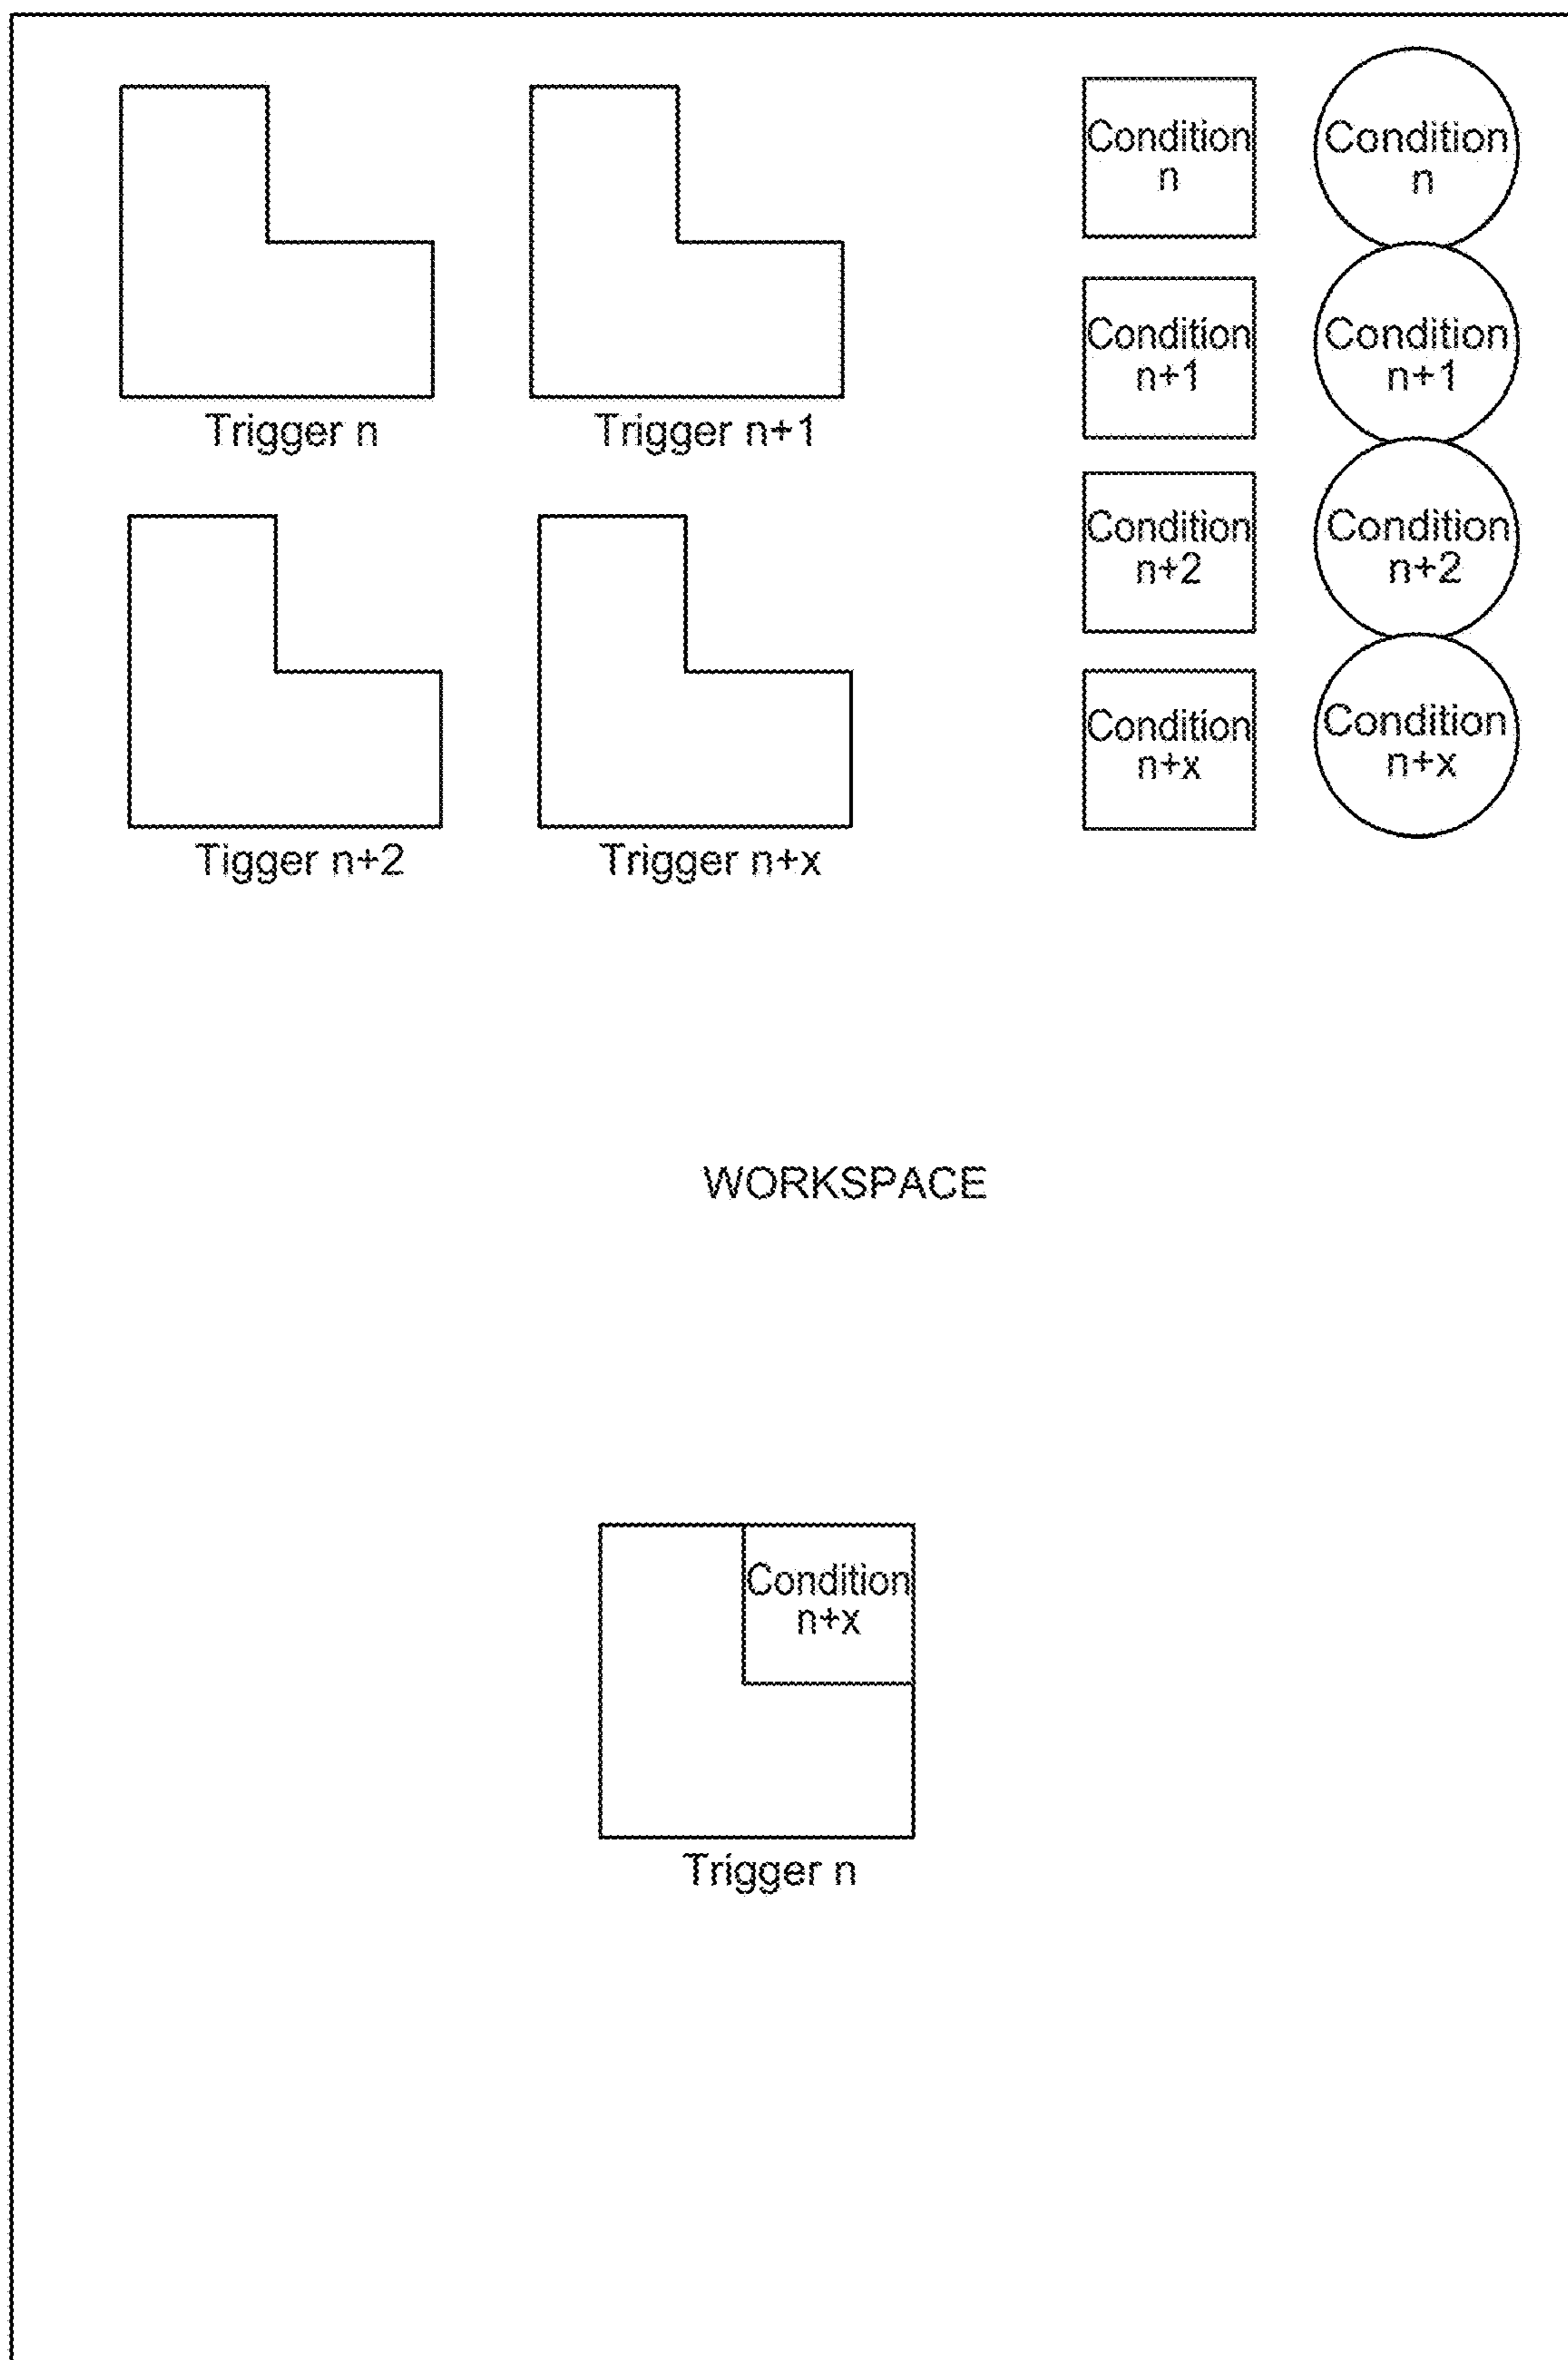 Condition
n
Condition
n
Condition
n+1
Condition
n+1
Trigger n
Trigger n+1
Condition
n+2
Condition
n+2
Condition
n+x
Condition
n+x
Tigger n+2
Trigger n+x
WORKSPACE
Condition
n+x
Trigger n